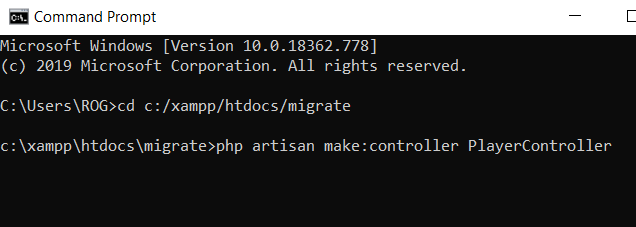 Command Prompt
Microsoft Windows [Version 10.0.18362.778]
(c) 2019 Microsoft Corporation. All rights reserved.
C:\Users\ROG>cd c:/xampp/htdocs/migrate
c:\xampp\htdocs\migrate>php artisan make:controller PlayerController